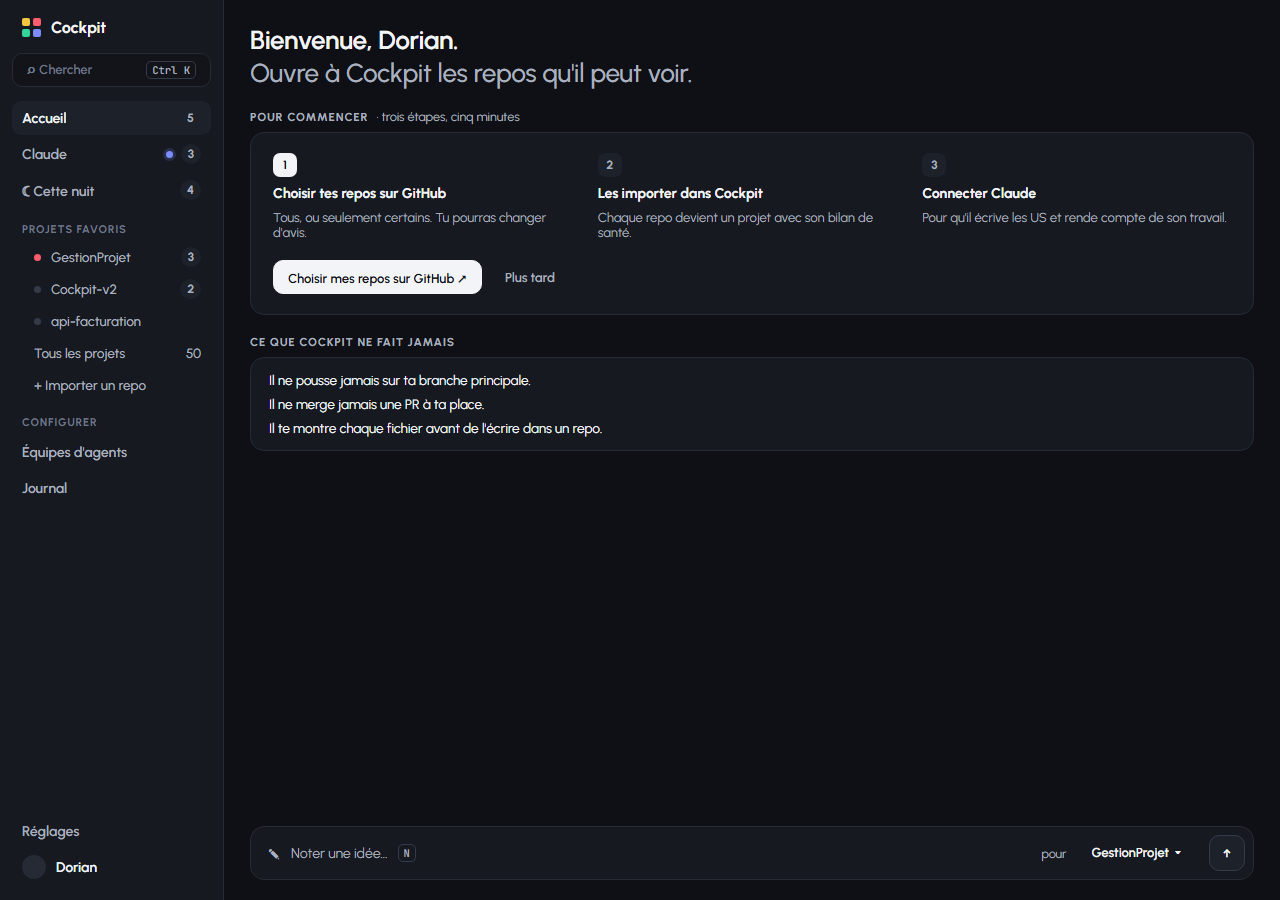 Cockpit
Chercher Ctrl K
Accueil 5
Claude 3
Cette nuit 4
PROJETS FAVORIS
GestionProjet 3
Cockpit-v2 2
api-facturation
Tous les projets 50
+ Importer un repo
CONFIGURER
Équipes d'agents
Journal
Réglages
Dorian
Bienvenue, Dorian.
Ouvre à Cockpit les repos qu'il peut voir.
POUR COMMENCER · trois étapes, cinq minutes
1
Choisir tes repos sur GitHub
Tous, ou seulement certains. Tu pourras changer
d'avis.
2
Les importer dans Cockpit
Chaque repo devient un projet avec son bilan de
santé.
3
Connecter Claude
Pour qu'il écrive les US et rende compte de son travail.
Choisir mes repos sur GitHub ↗ Plus tard
CE QUE COCKPIT NE FAIT JAMAIS
Il ne pousse jamais sur ta branche principale.
Il ne merge jamais une PR à ta place.
Il te montre chaque fichier avant de l'écrire dans un repo.
Noter une idée... N pour GestionProjet